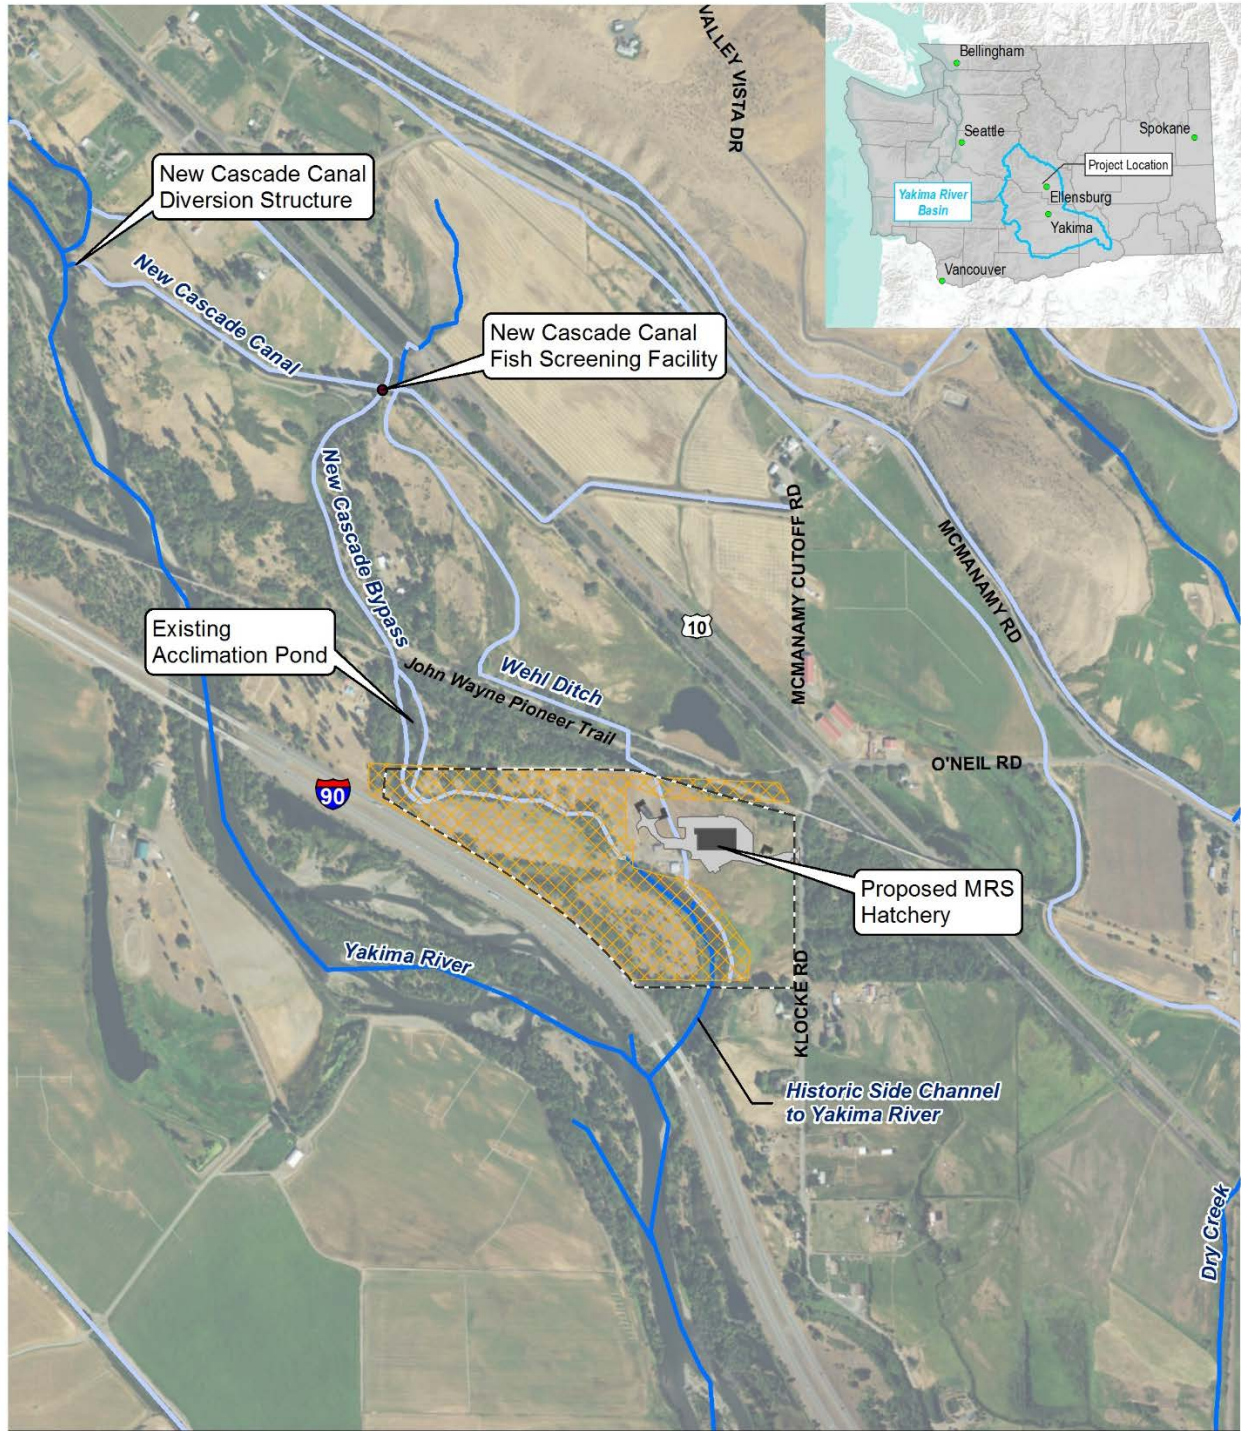 VALLEY VISTA DR
Bellingham
Seattle
Spokane
Project Location
Yakima River
Basin
Ellensburg
Yakima
Vancouver
New Cascade Canal
Diversion Structure
New Cascade Canal
New Cascade Canal
Fish Screening Facility
New Cascade Bypass
MCMANAMY CUTOFF RD
MCMANAMY RD
Existing
Acclimation Pond
10
Wehl Ditch
John Wayne Pioneer Trail
O'NEIL RD
90
Proposed MRS
Hatchery
Yakima River
KLOCKE RD
Historic Side Channel
to Yakima River
Dry Creek